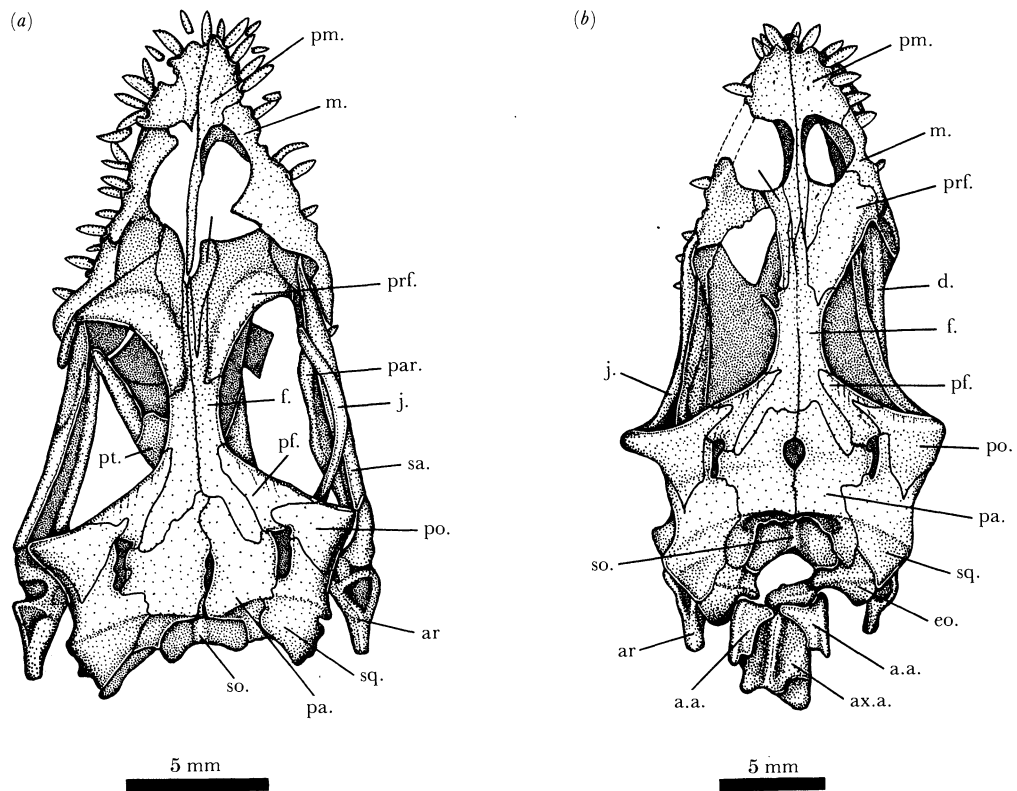 (a)
pm.
m.
prf.
par.
f.
j.
pf.
pt.
sa.
po.
ar
sq.
so.
pa.
5 mm
(b)
pm.
m.
prf.
d.
f.
j.
pf.
po.
pa.
so.
sq.
eo.
ar
a.a.
a.a.
ax.a.
5 mm